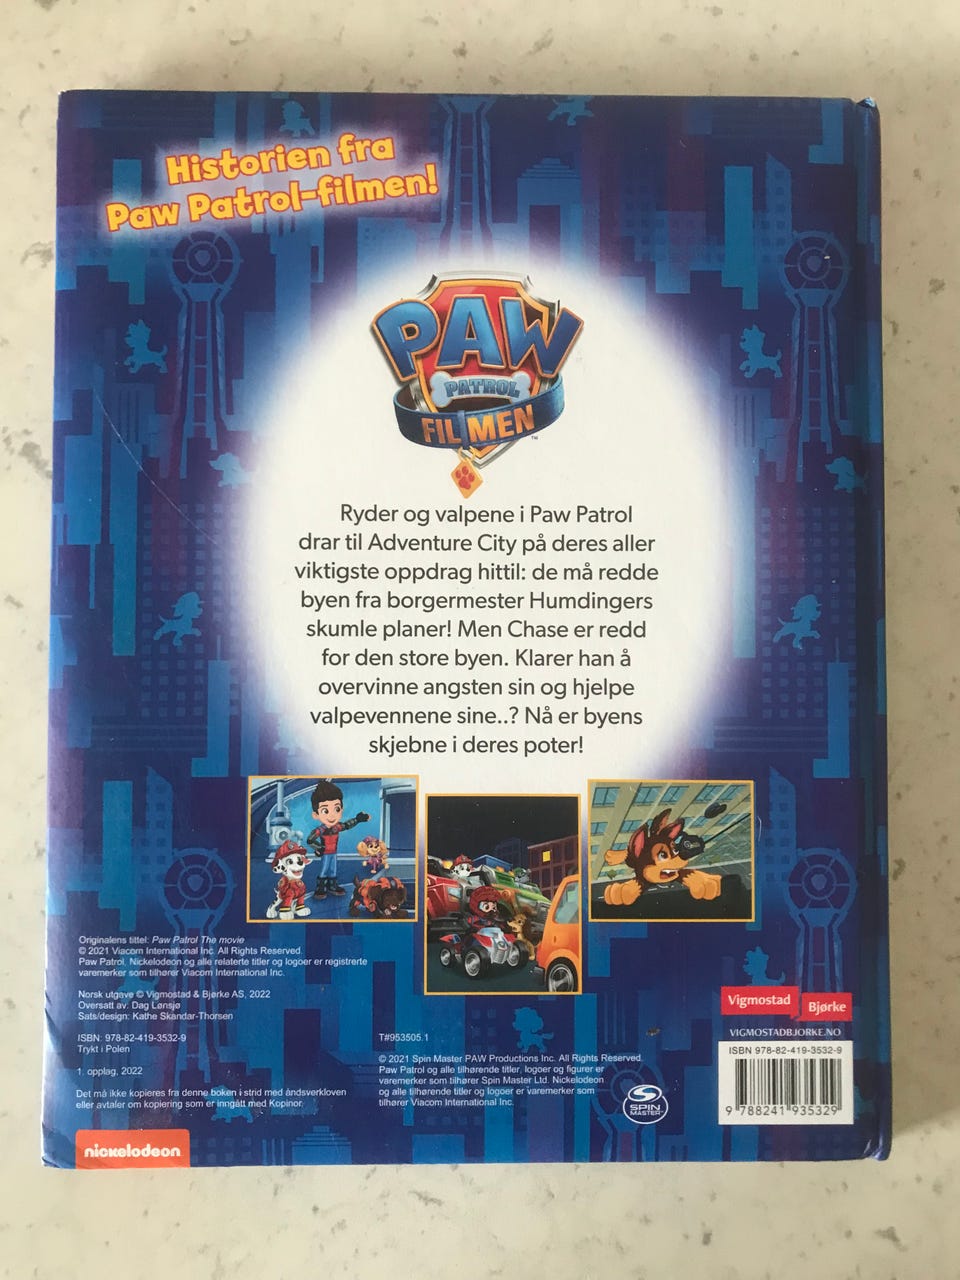 Historien fra
Paw Patrol-filmen!
PAW
PATROL
FILMEN
™
Ryder og valpene i Paw Patrol
drar til Adventure City på deres aller
viktigste oppdrag hittil: de må redde
byen fra borgermester Humdingers
skumle planer! Men Chase er redd
for den store byen. Klarer han å
overvinne angsten sin og hjelpe
valpevennene sine..? Nå er byens
skjebne i deres poter!
Originalens tittel: Paw Patrol The movie
© 2021 Viacom International Inc. All Rights Reserved.
Paw Patrol, Nickelodeon og alle relaterte titler og logoer er registrerte
varemerker som tilhører Viacom International Inc.
Norsk utgave © Vigmostad & Bjørke AS, 2022
Oversatt av: Dag Lønsjø
Sats/design: Kathe Skandar-Thorsen
ISBN: 978-82-419-3532-9
Trykt i Polen
1. opplag, 2022
Det må ikke kopieres fra denne boken i strid med åndsverkloven
eller avtaler om kopiering som er inngått med Kopinor.
nickelodeon
T#953505.1
© 2021 Spin Master PAW Productions Inc. All Rights Reserved
Paw Patrol og alle tilhørende titler, logoer og figurer er
varemerker som tilhører Spin Master Ltd. Nickelodeon
og alle tilhørende titler og logoer er varemerker som
tilhører Viacom International Inc.
SPIN
MASTER
Vigmostad
Bjørke
VIGMOSTADBJORKE.NO
ISBN 978-82-419-3532-9
9 788241 935329